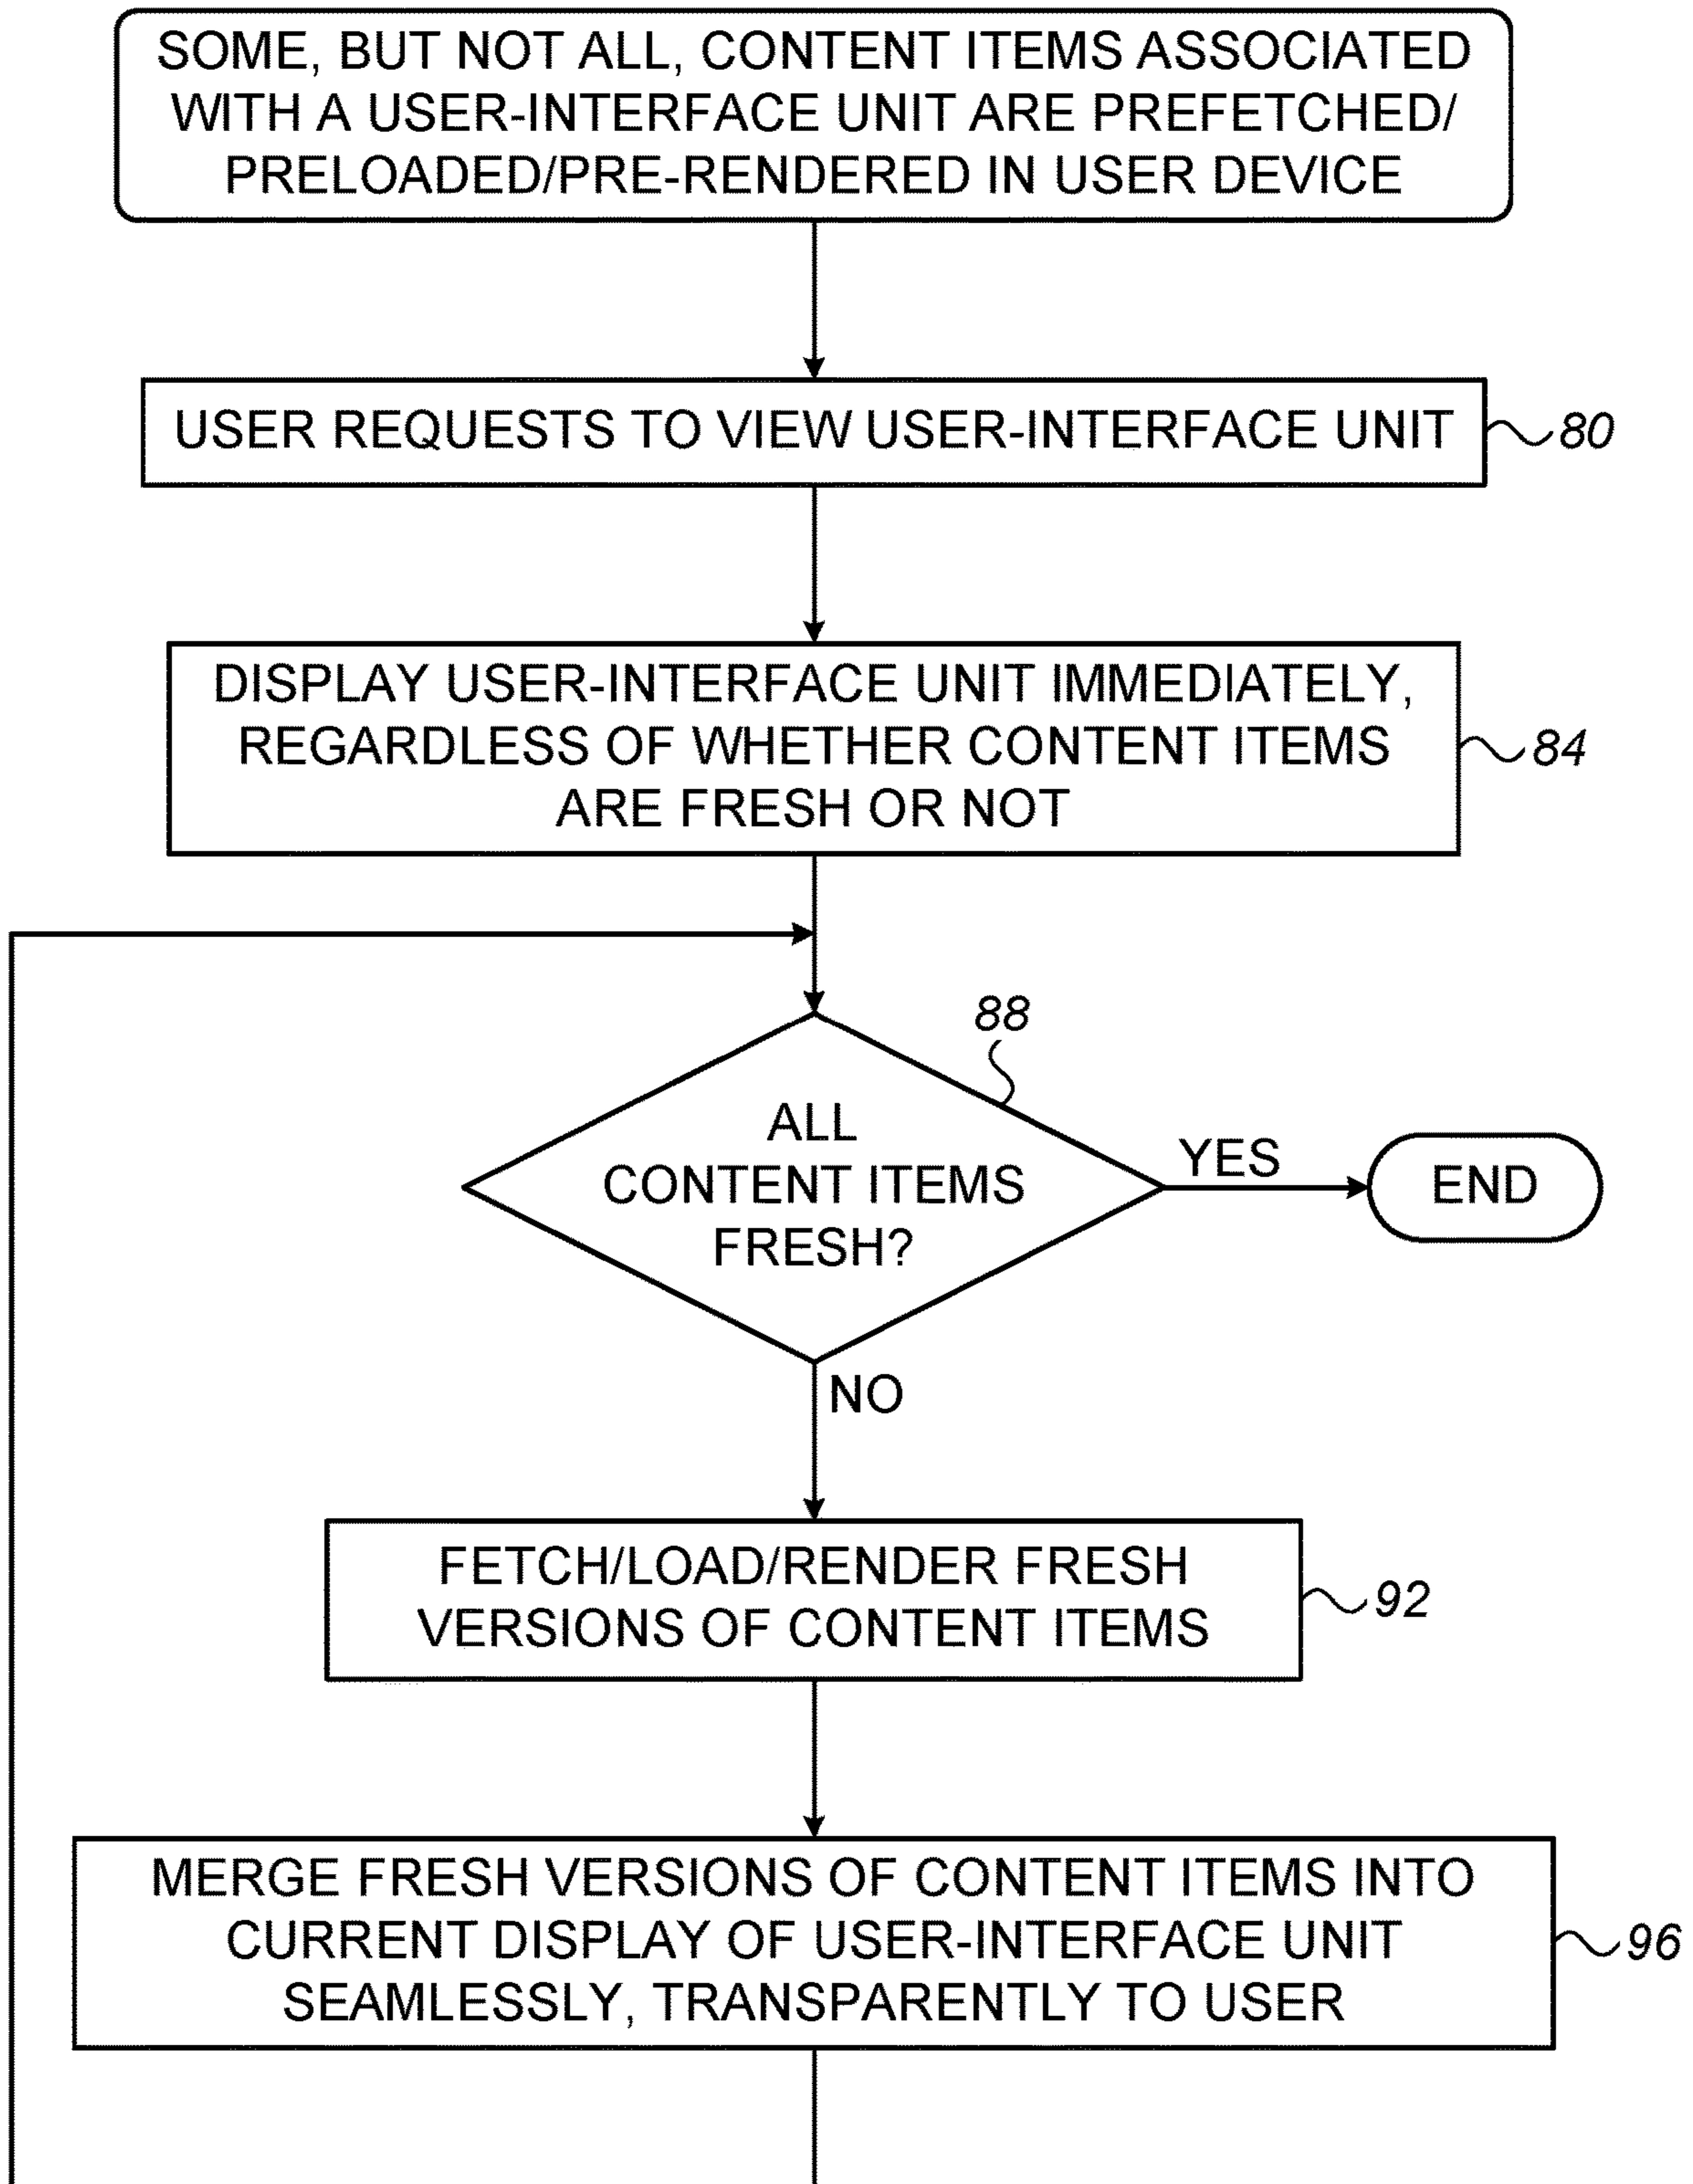 SOME, BUT NOT ALL, CONTENT ITEMS ASSOCIATED
WITH A USER-INTERFACE UNIT ARE PREFETCHED/
PRELOADED/PRE-RENDERED IN USER DEVICE
USER REQUESTS TO VIEW USER-INTERFACE UNIT
80
DISPLAY USER-INTERFACE UNIT IMMEDIATELY,
REGARDLESS OF WHETHER CONTENT ITEMS
ARE FRESH OR NOT
84
88
ALL
CONTENT ITEMS
FRESH?
YES
END
NO
FETCH/LOAD/RENDER FRESH
VERSIONS OF CONTENT ITEMS
92
MERGE FRESH VERSIONS OF CONTENT ITEMS INTO
CURRENT DISPLAY OF USER-INTERFACE UNIT
SEAMLESSLY, TRANSPARENTLY TO USER
96